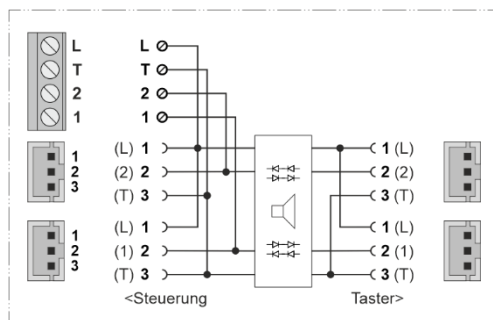 L L
T T
2 2
1 1
1 (L) 1 1 (L)
2 (2) 2 2 (2)
3 (T) 3 3 (T)
1 (L) 1 1 (L)
2 (1) 2 2 (1)
3 (T) 3 3 (T)
<Steuerung Taster>